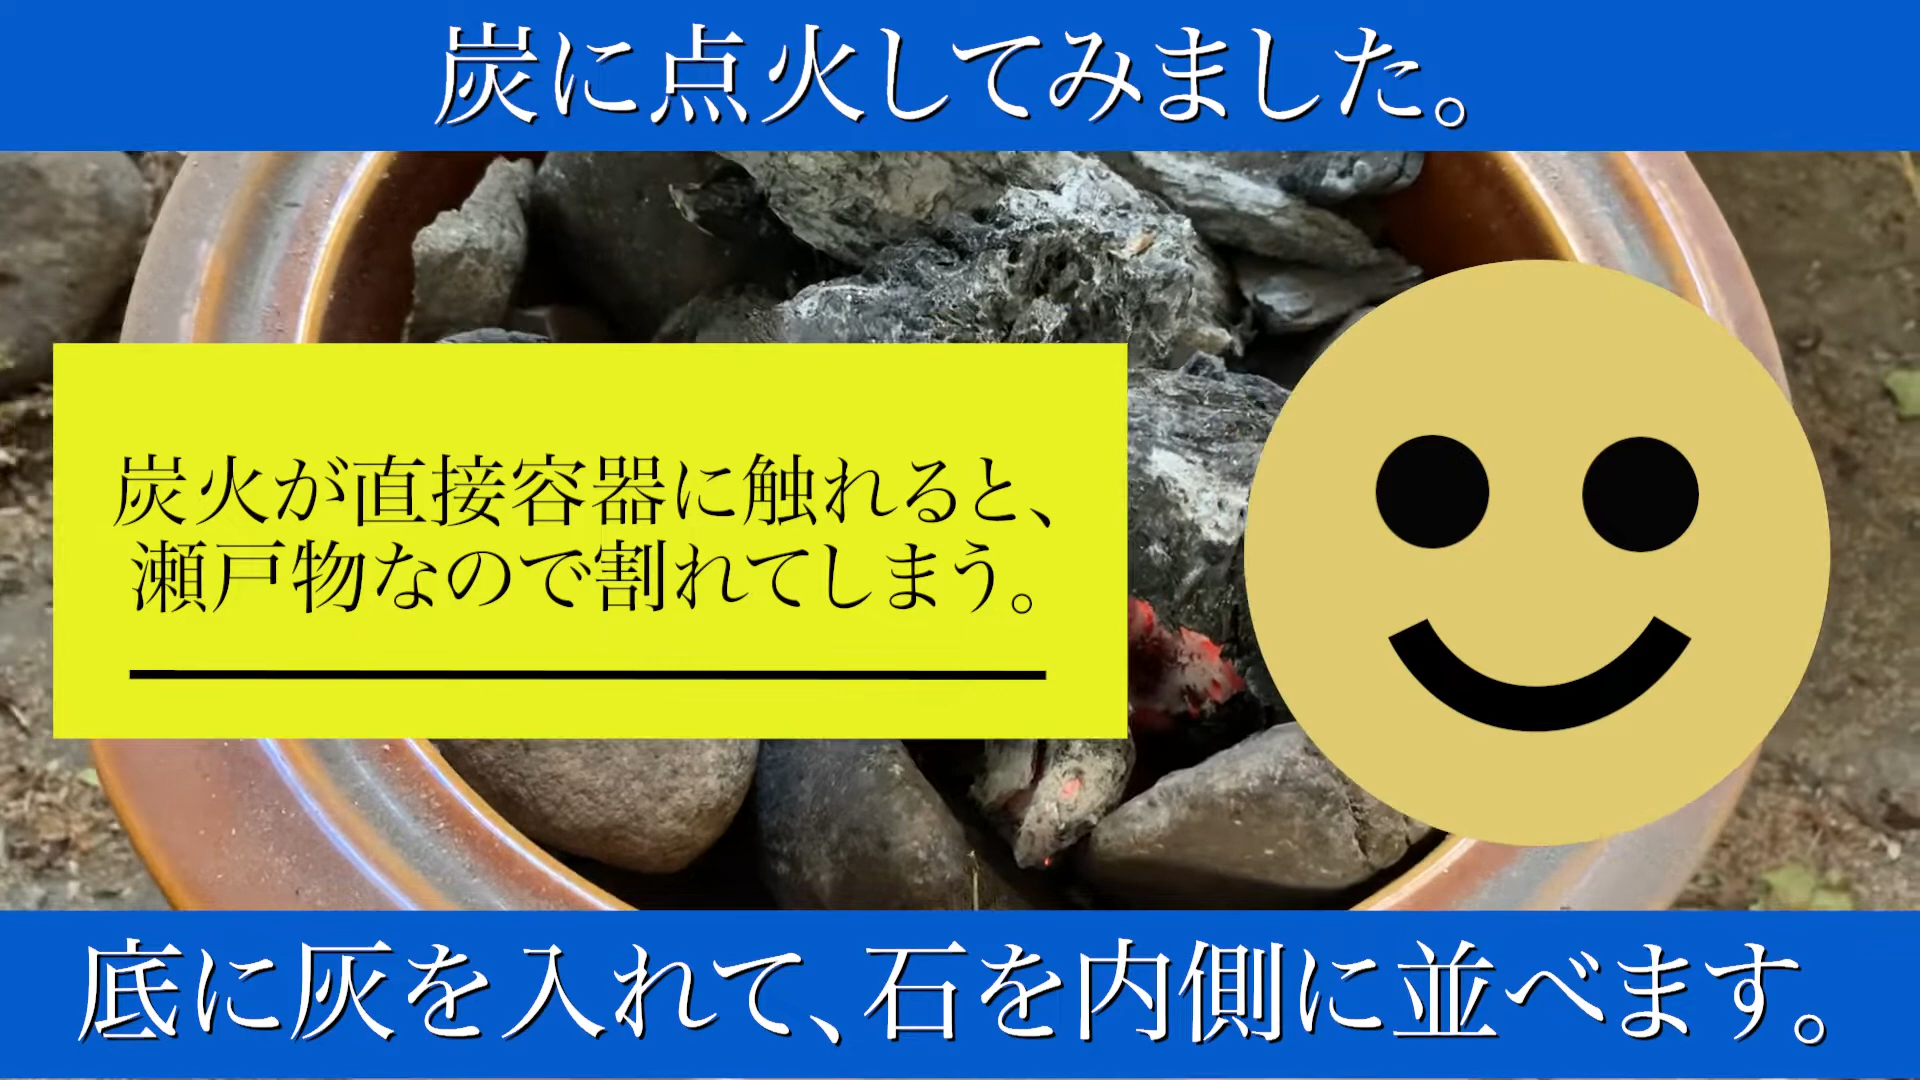 炭に点火してみました。
炭火が直接容器に触れると、
瀬戸物なので割れてしまう。
底に灰を入れて、石を内側に並べます。